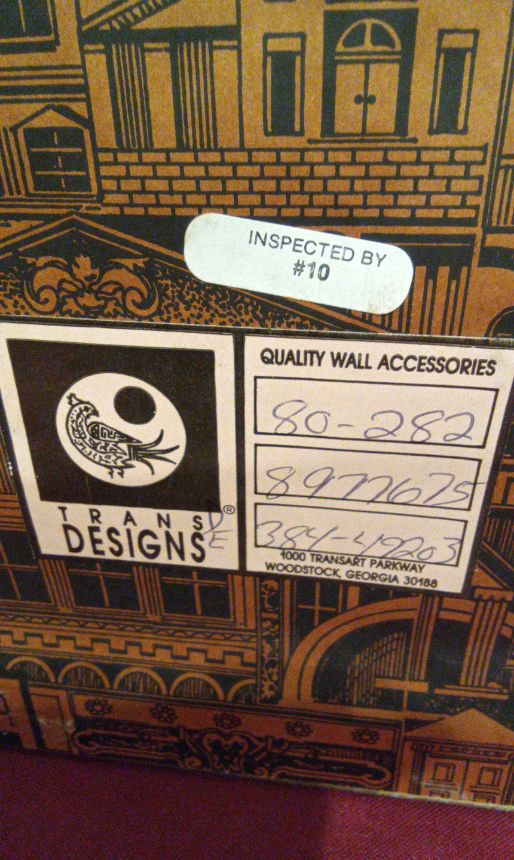 INSPECTED BY
#10
QUALITY WALL ACCESSORIES
80-282
8977675
384-49203
1000 TRANSART PARKWAY
WOODSTOCK, GEORGIA 30188
TRANS
DESIGNS®